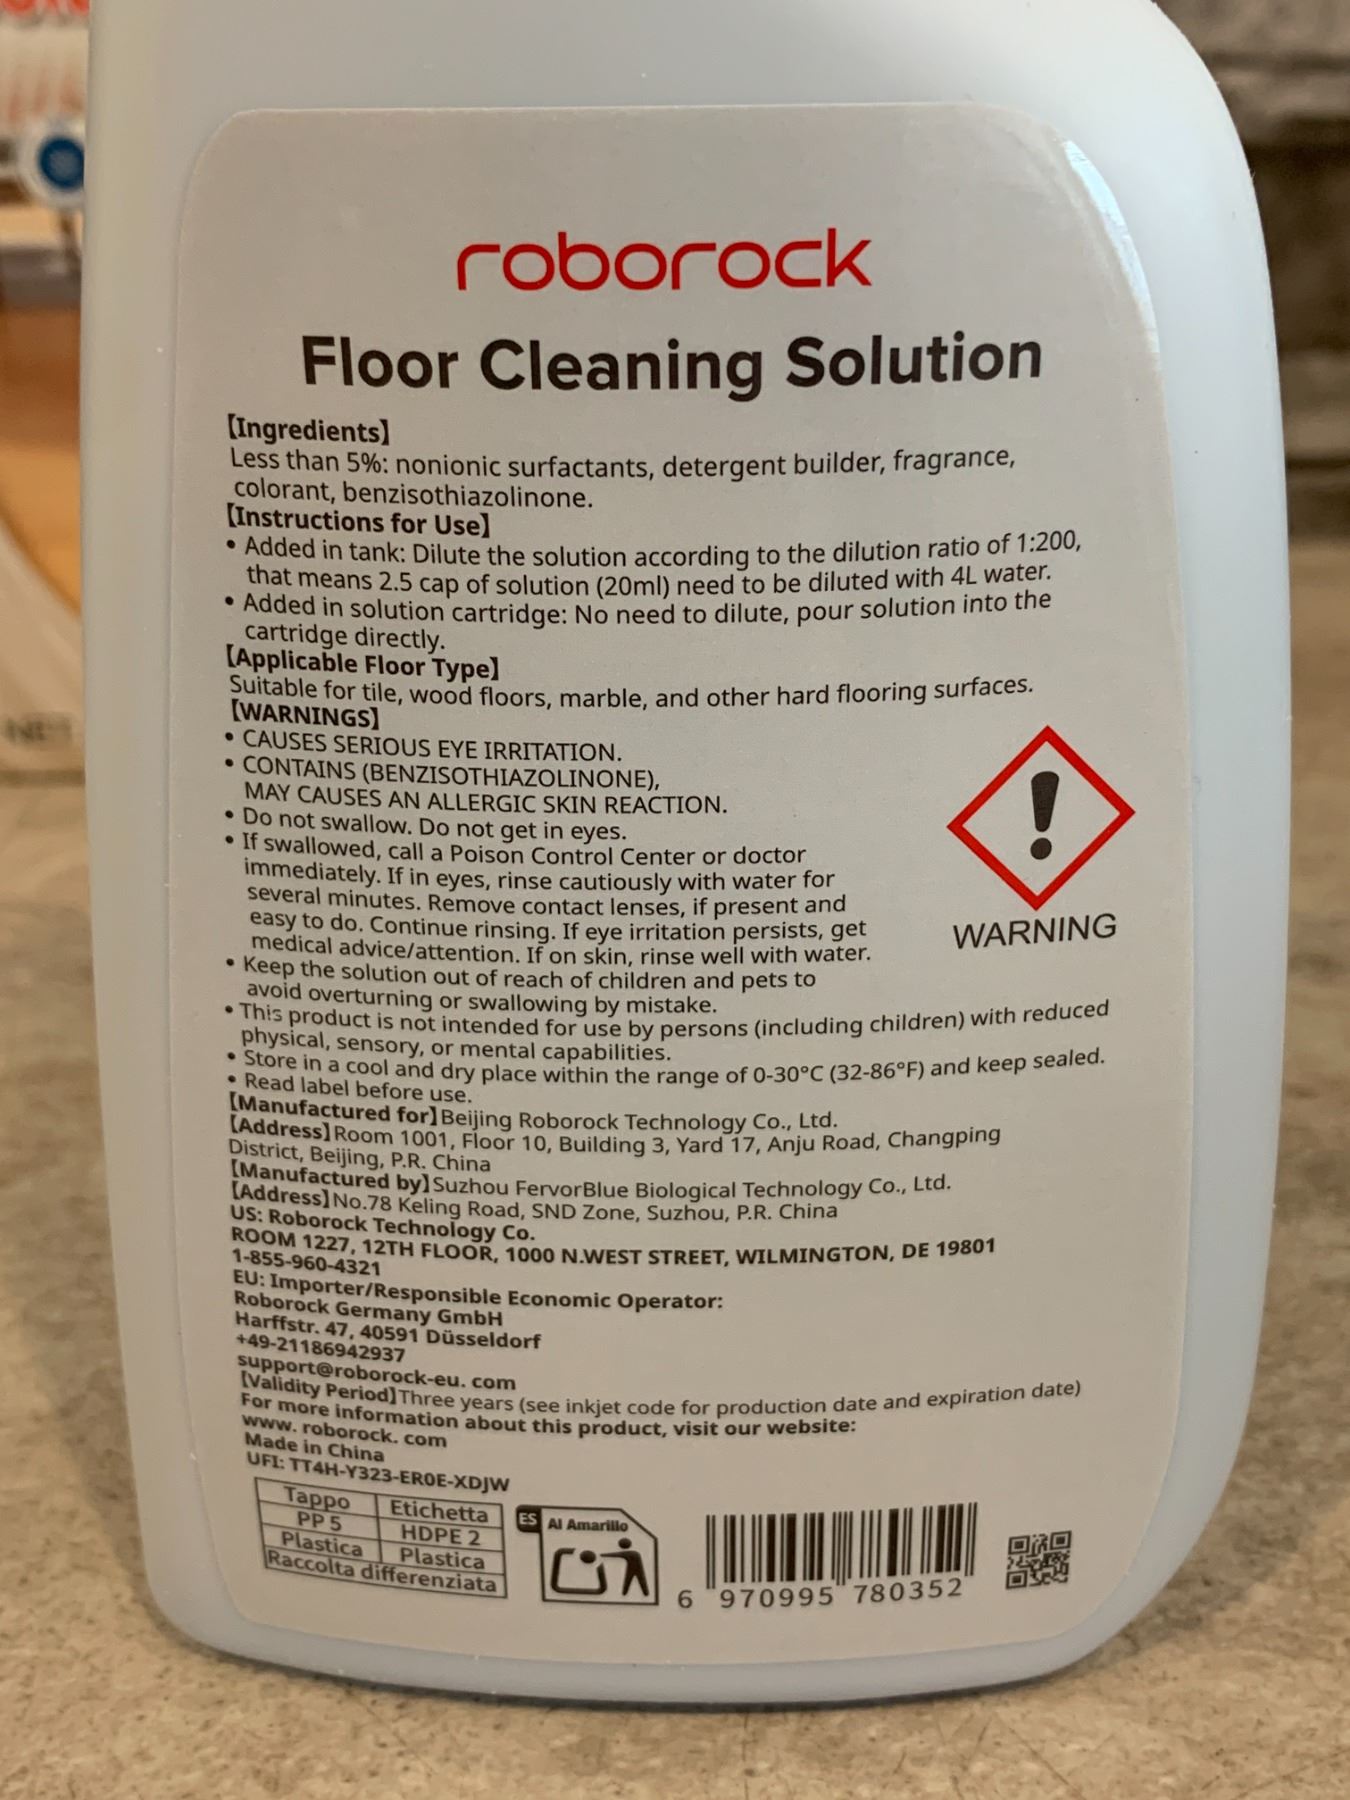 roborock
Floor Cleaning Solution
【Ingredients】
Less than 5%: nonionic surfactants, detergent builder, fragrance,
colorant, benzisothiazolinone.
【Instructions for Use】
• Added in tank: Dilute the solution according to the dilution ratio of 1:200,
that means 2.5 cap of solution (20ml) need to be diluted with 4L water.
• Added in solution cartridge: No need to dilute, pour solution into the
cartridge directly.
【Applicable Floor Type】
Suitable for tile, wood floors, marble, and other hard flooring surfaces.
【WARNINGS】
• CAUSES SERIOUS EYE IRRITATION.
• CONTAINS (BENZISOTHIAZOLINONE),
MAY CAUSES AN ALLERGIC SKIN REACTION.
• Do not swallow. Do not get in eyes.
• If swallowed, call a Poison Control Center or doctor
immediately. If in eyes, rinse cautiously with water for
several minutes. Remove contact lenses, if present and
easy to do. Continue rinsing. If eye irritation persists, get
medical advice/attention. If on skin, rinse well with water.
WARNING
• Keep the solution out of reach of children and pets to
avoid overturning or swallowing by mistake.
• This product is not intended for use by persons (including children) with reduced
physical, sensory, or mental capabilities.
• Store in a cool and dry place within the range of 0-30°C (32-86°F) and keep sealed.
• Read label before use.
【Manufactured for】Beijing Roborock Technology Co., Ltd.
【Address】Room 1001, Floor 10, Building 3, Yard 17, Anju Road, Changping
District, Beijing, P.R. China
【Manufactured by】Suzhou FervorBlue Biological Technology Co., Ltd.
【Address】No.78 Keling Road, SND Zone, Suzhou, P.R. China
US: Roborock Technology Co.
ROOM 1227, 12TH FLOOR, 1000 N.WEST STREET, WILMINGTON, DE 19801
1-855-960-4321
EU: Importer/Responsible Economic Operator:
Roborock Germany GmbH
Harffstr. 47, 40591 Düsseldorf
+49-21186942937
support@roborock-eu. com
【Validity Period】Three years (see inkjet code for production date and expiration date)
For more information about this product, visit our website:
www. roborock. com
Made in China
UFI: TT4H-Y323-ER0E-XDJW
Tappo Etichetta
PP 5 HDPE 2
Plastica Plastica
Raccolta differenziata
ES Al Amarillo
6 970995 780352
NET